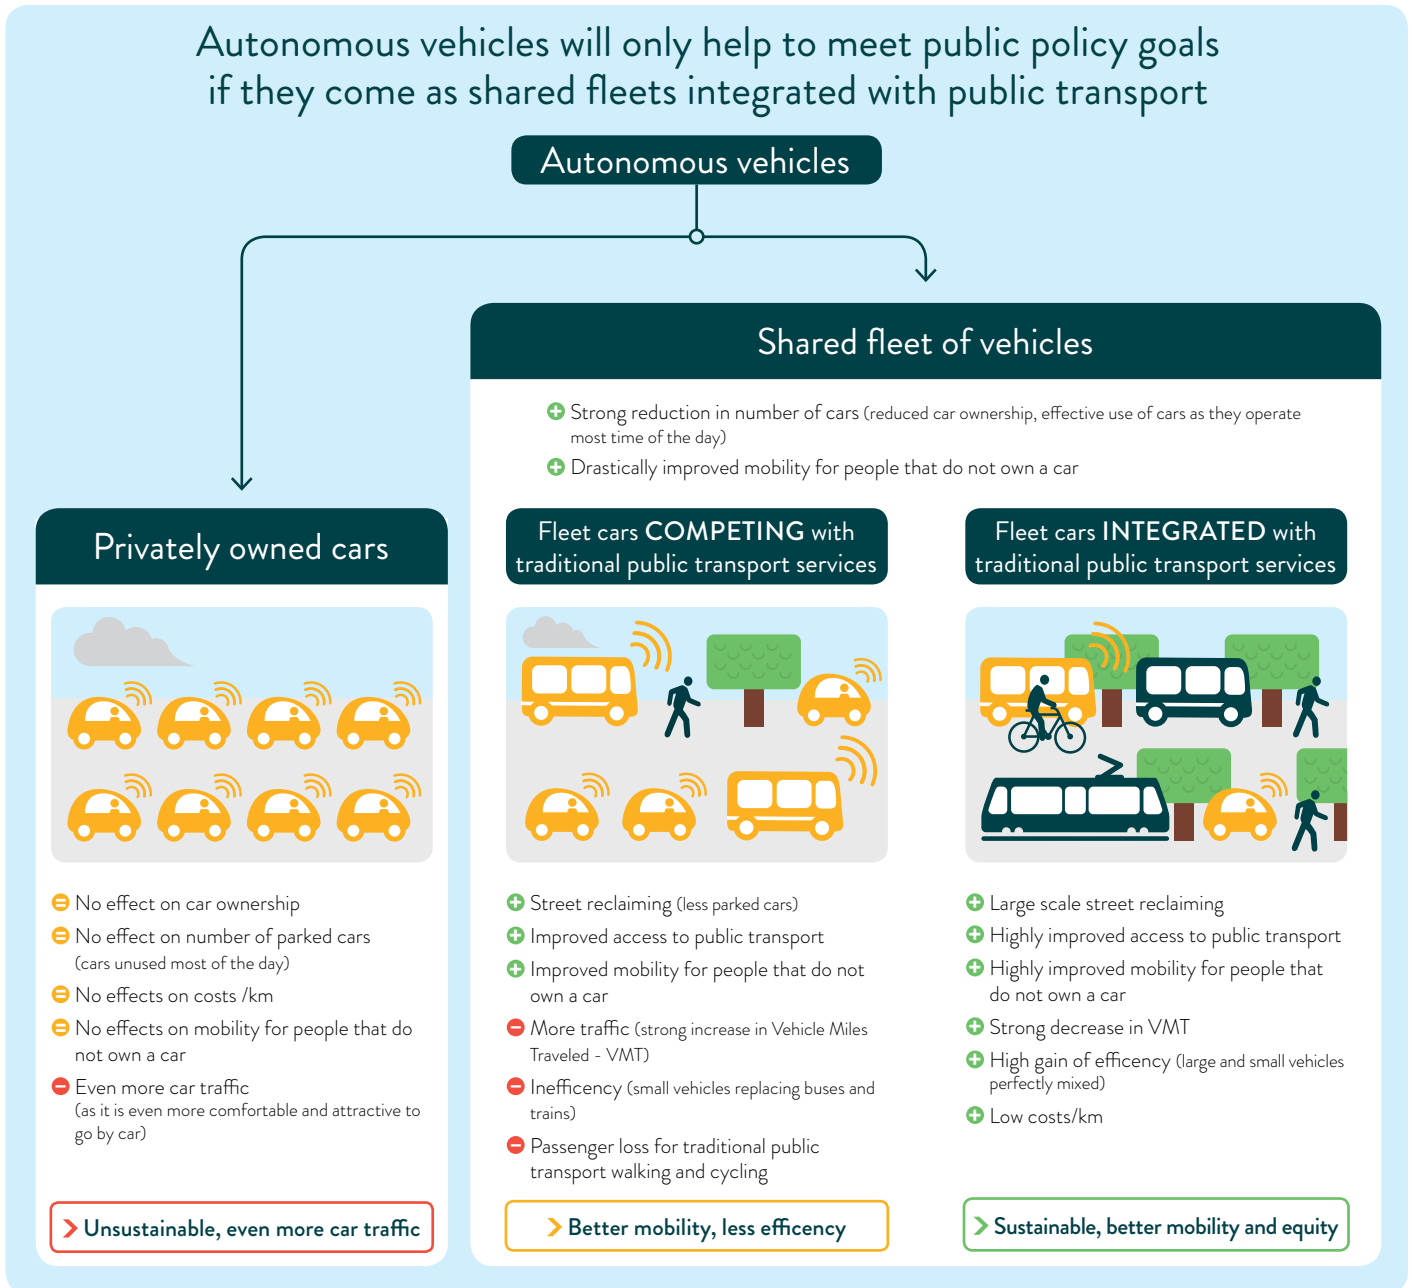 Autonomous vehicles will only help to meet public policy goals
if they come as shared fleets integrated with public transport
Autonomous vehicles
Shared fleet of vehicles
Strong reduction in number of cars (reduced car ownership, effective use of cars as they operate
most time of the day)
Drastically improved mobility for people that do not own a car
Privately owned cars
No effect on car ownership
No effect on number of parked cars
(cars unused most of the day)
No effects on costs /km
No effects on mobility for people that do
not own a car
Even more car traffic
(as it is even more comfortable and attractive to
go by car)
Unsustainable, even more car traffic
Fleet cars COMPETING with
traditional public transport services
Street reclaiming (less parked cars)
Improved access to public transport
Improved mobility for people that do not
own a car
More traffic (strong increase in Vehicle Miles
Traveled - VMT)
Inefficency (small vehicles replacing buses and
trains)
Passenger loss for traditional public
transport walking and cycling
Better mobility, less efficency
Fleet cars INTEGRATED with
traditional public transport services
Large scale street reclaiming
Highly improved access to public transport
Highly improved mobility for people that
do not own a car
Strong decrease in VMT
High gain of efficency (large and small vehicles
perfectly mixed)
Low costs/km
Sustainable, better mobility and equity